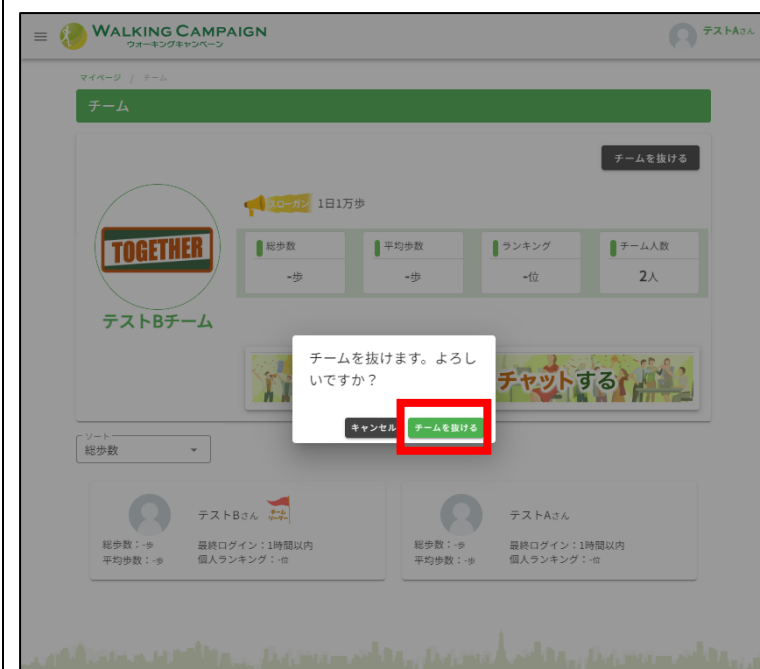 WALKING CAMPAIGN
ウォーキングキャンペーン
テストAさん
マイページ / チーム
チーム
チームを抜ける
スローガン 1日1万歩
TOGETHER
テストBチーム
総歩数 平均歩数 ランキング チーム人数
-歩 -歩 -位 2人
チームを抜けます。よろし
いですか？
キャンセル チームを抜ける
チャットする
ソート
総歩数
テストBさん チームリーダー
総歩数：-歩 最終ログイン：1時間以内
平均歩数：-歩 個人ランキング：-位
テストAさん
総歩数：-歩 最終ログイン：1時間以内
平均歩数：-歩 個人ランキング：-位